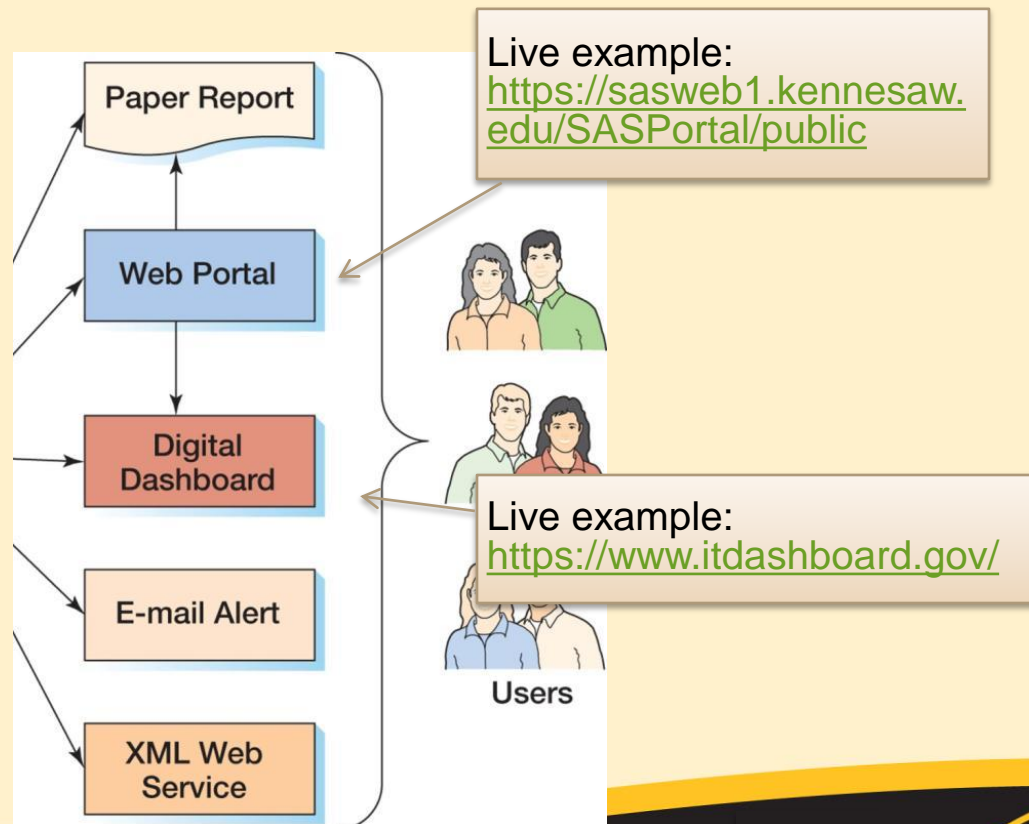 Live example:
https://sasweb1.kennesaw.
edu/SASPortal/public
Paper Report
Web Portal
Digital
Dashboard
Live example:
https://www.itdashboard.gov/
E-mail Alert
Users
XML Web
Service